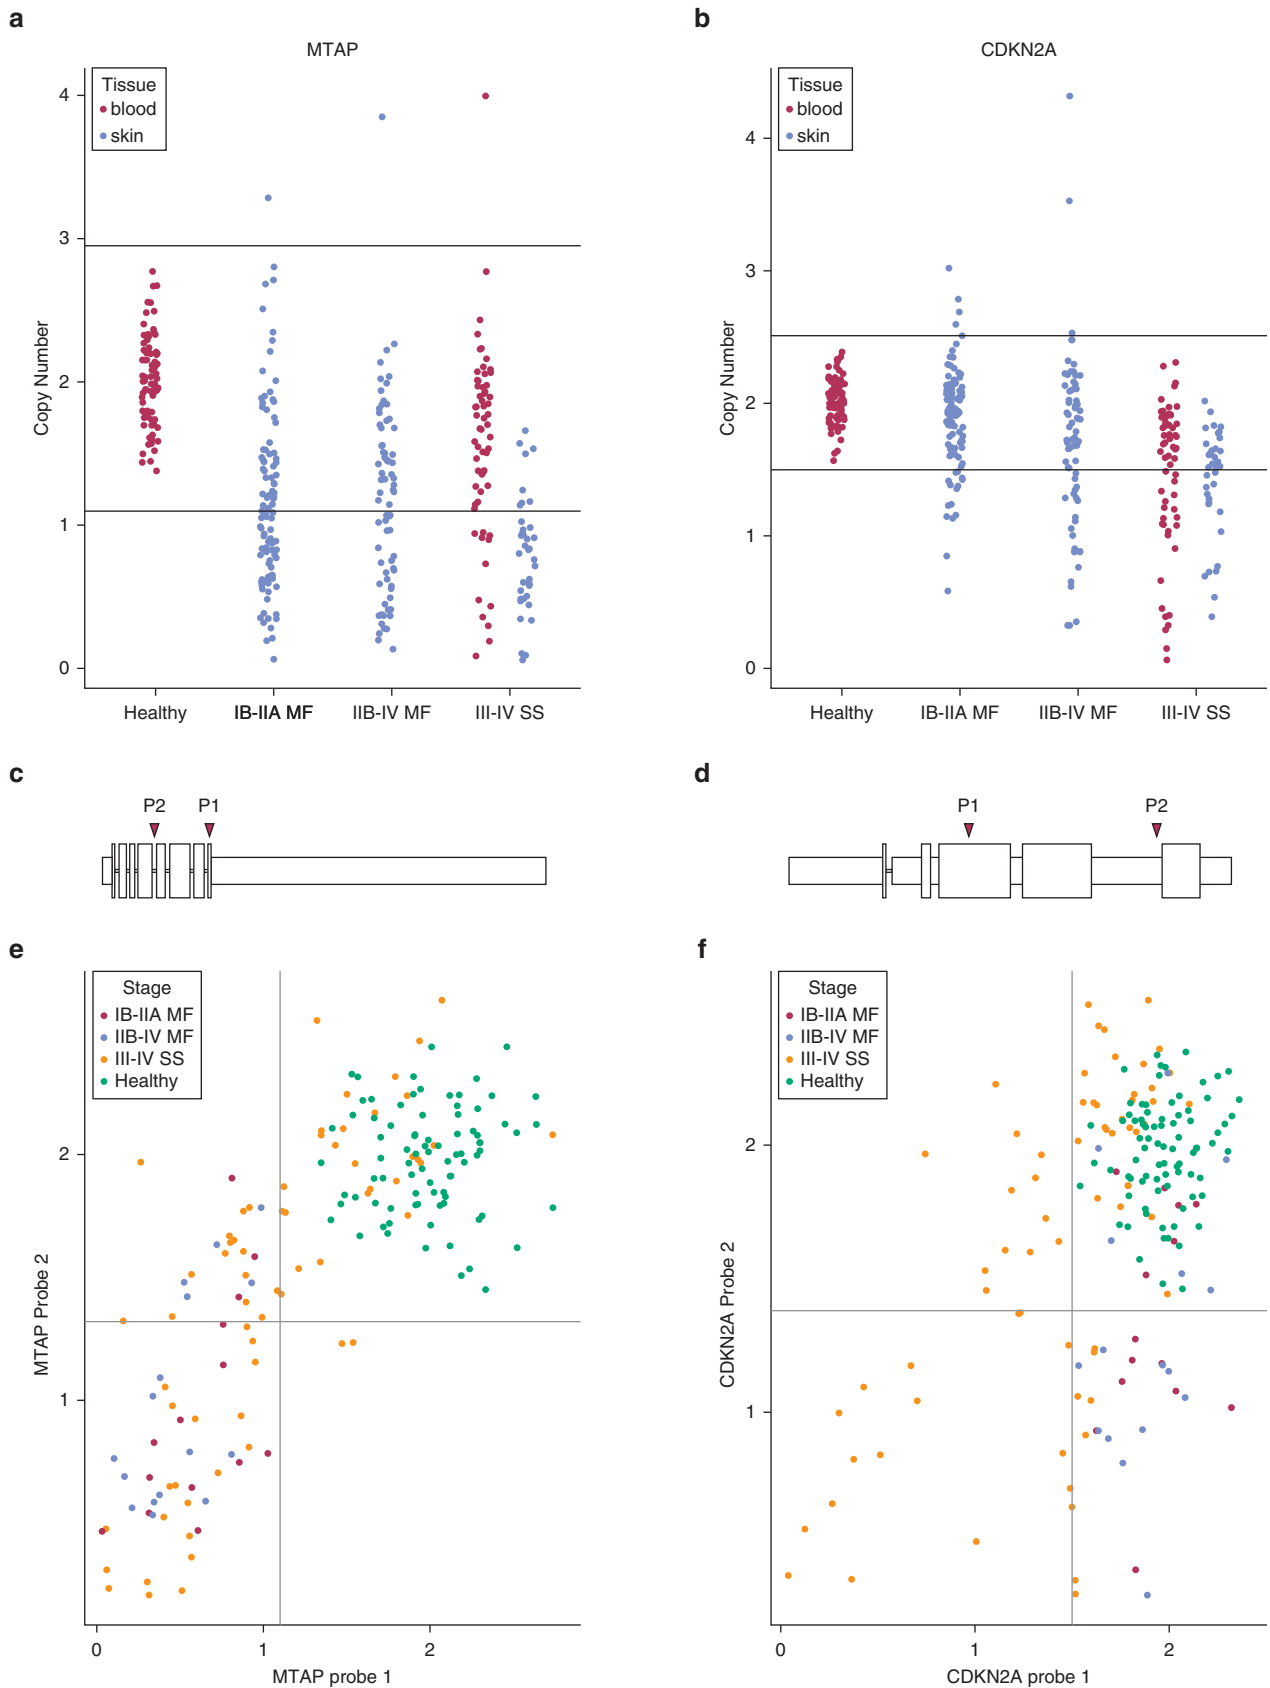 a
MTAP
Tissue
blood
skin
Copy Number
4
3
2
1
0
Healthy
IB-IIA MF
IIB-IV MF
III-IV SS
b
CDKN2A
Tissue
blood
skin
Copy Number
4
3
2
1
0
Healthy
IB-IIA MF
IIB-IV MF
III-IV SS
c
P2 P1
d
P1 P2
e
Stage
IB-IIA MF
IIB-IV MF
III-IV SS
Healthy
MTAP Probe 2
2
1
0 1 2
MTAP probe 1
f
Stage
IB-IIA MF
IIB-IV MF
III-IV SS
Healthy
CDKN2A Probe 2
2
1
0 1 2
CDKN2A probe 1